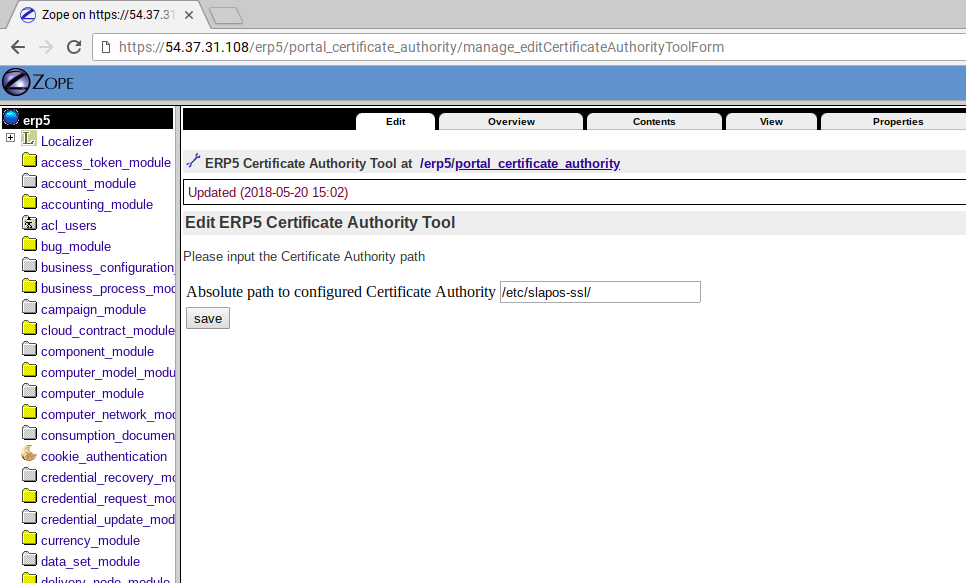 Zope on https://54.37.31
https://54.37.31.108/erp5/portal_certificate_authority/manage_editCertificateAuthorityToolForm
ZOPE
erp5
Localizer
access_token_module
account_module
accounting_module
acl_users
bug_module
business_configuration_
business_process_mod
campaign_module
cloud_contract_module
component_module
computer_model_modu
computer_module
computer_network_mod
consumption_documen
cookie_authentication
credential_recovery_mo
credential_request_mod
credential_update_mod
currency_module
data_set_module
delivery_node_module
Edit Overview Contents View Properties
ERP5 Certificate Authority Tool at /erp5/portal_certificate_authority
Updated (2018-05-20 15:02)
Edit ERP5 Certificate Authority Tool
Please input the Certificate Authority path
Absolute path to configured Certificate Authority /etc/slapos-ssl/
save